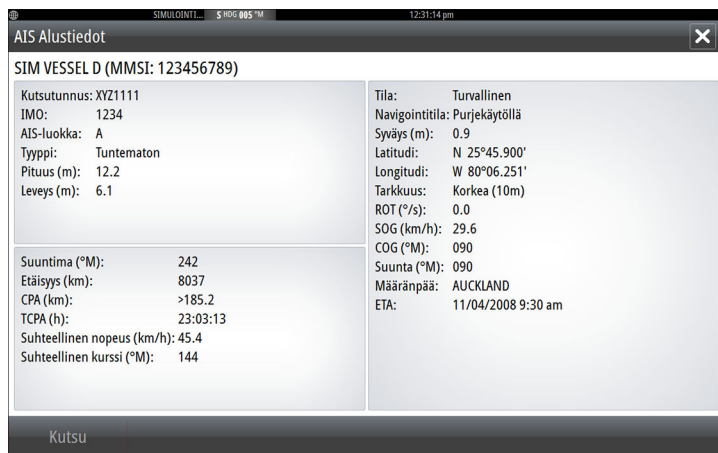 SIMULOINTI... S HDG 005 °M 12:31:14 pm
AIS Alustiedot
SIM VESSEL D (MMSI: 123456789)
Kutsutunnus: XYZ1111
IMO: 1234
AIS-luokka: A
Tyyppi: Tuntematon
Pituus (m): 12.2
Leveys (m): 6.1
Suuntima (°M): 242
Etäisyys (km): 8037
CPA (km): >185.2
TCPA (h): 23:03:13
Suhteellinen nopeus (km/h): 45.4
Suhteellinen kurssi (°M): 144
Tila: Turvallinen
Navigointitila: Purjekäytöllä
Syväys (m): 0.9
Latitudi: N 25°45.900'
Longitudi: W 80°06.251'
Tarkkuus: Korkea (10m)
ROT (°/s): 0.0
SOG (km/h): 29.6
COG (°M): 090
Suunta (°M): 090
Määränpää: AUCKLAND
ETA: 11/04/2008 9:30 am
Kutsu